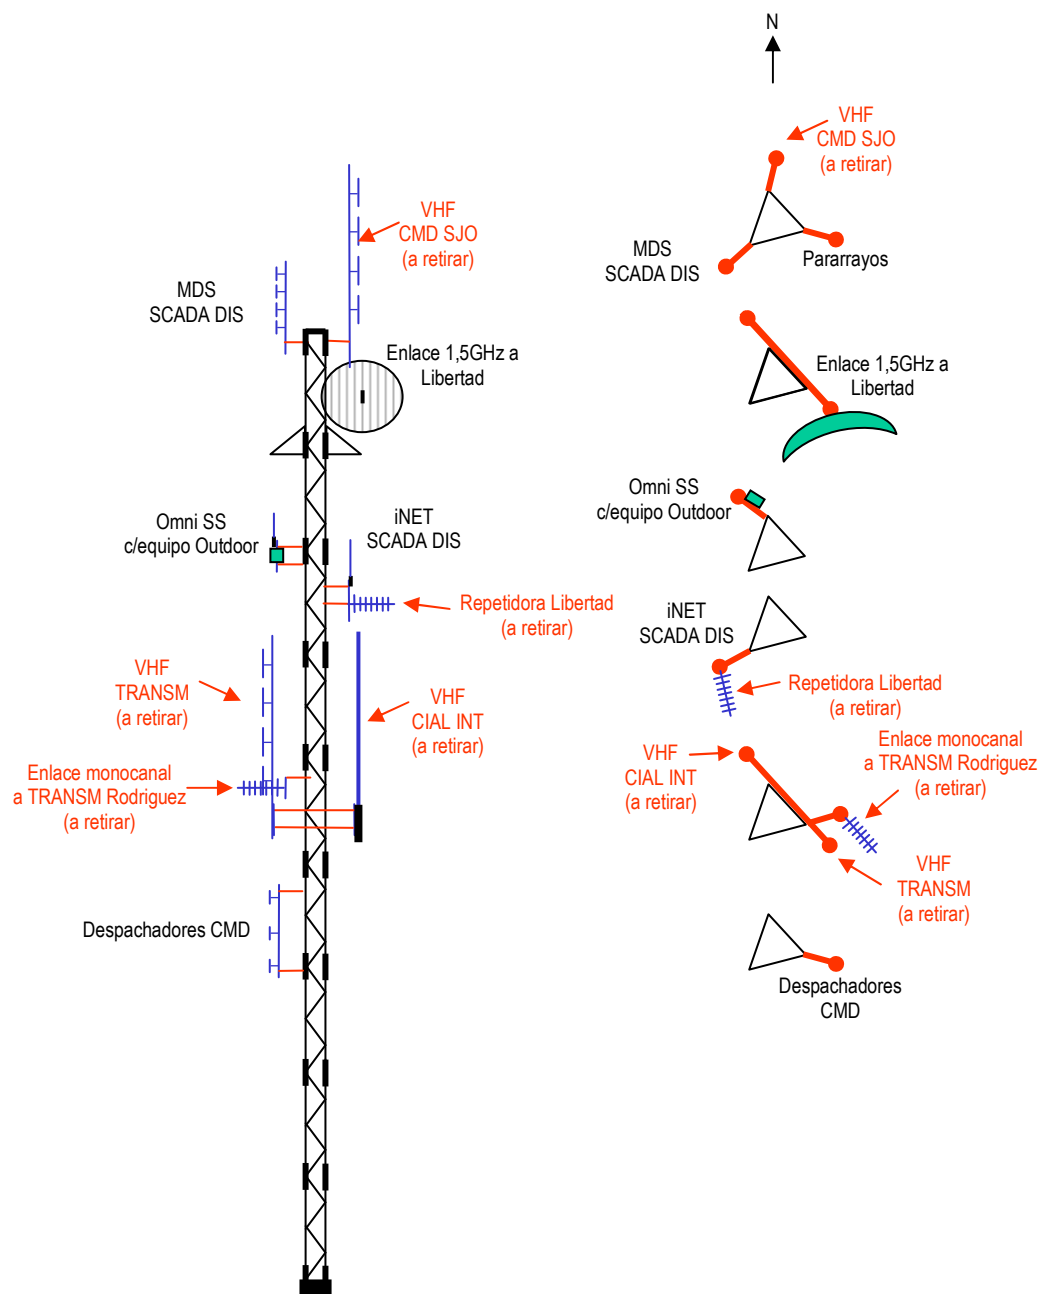 N
VHF
CMD SJO
(a retirar)
VHF
CMD SJO
(a retirar)
MDS
SCADA DIS
MDS
SCADA DIS
Pararrayos
Enlace 1,5GHz a
Libertad
Enlace 1,5GHz a
Libertad
Omni SS
c/equipo Outdoor
iNET
SCADA DIS
Omni SS
c/equipo Outdoor
Repetidora Libertad
(a retirar)
iNET
SCADA DIS
Repetidora Libertad
(a retirar)
VHF
TRANSM
(a retirar)
VHF
CIAL INT
(a retirar)
Enlace monocanal
a TRANSM Rodriguez
(a retirar)
VHF
CIAL INT
(a retirar)
Enlace monocanal
a TRANSM Rodriguez
(a retirar)
VHF
TRANSM
(a retirar)
Despachadores CMD
Despachadores
CMD